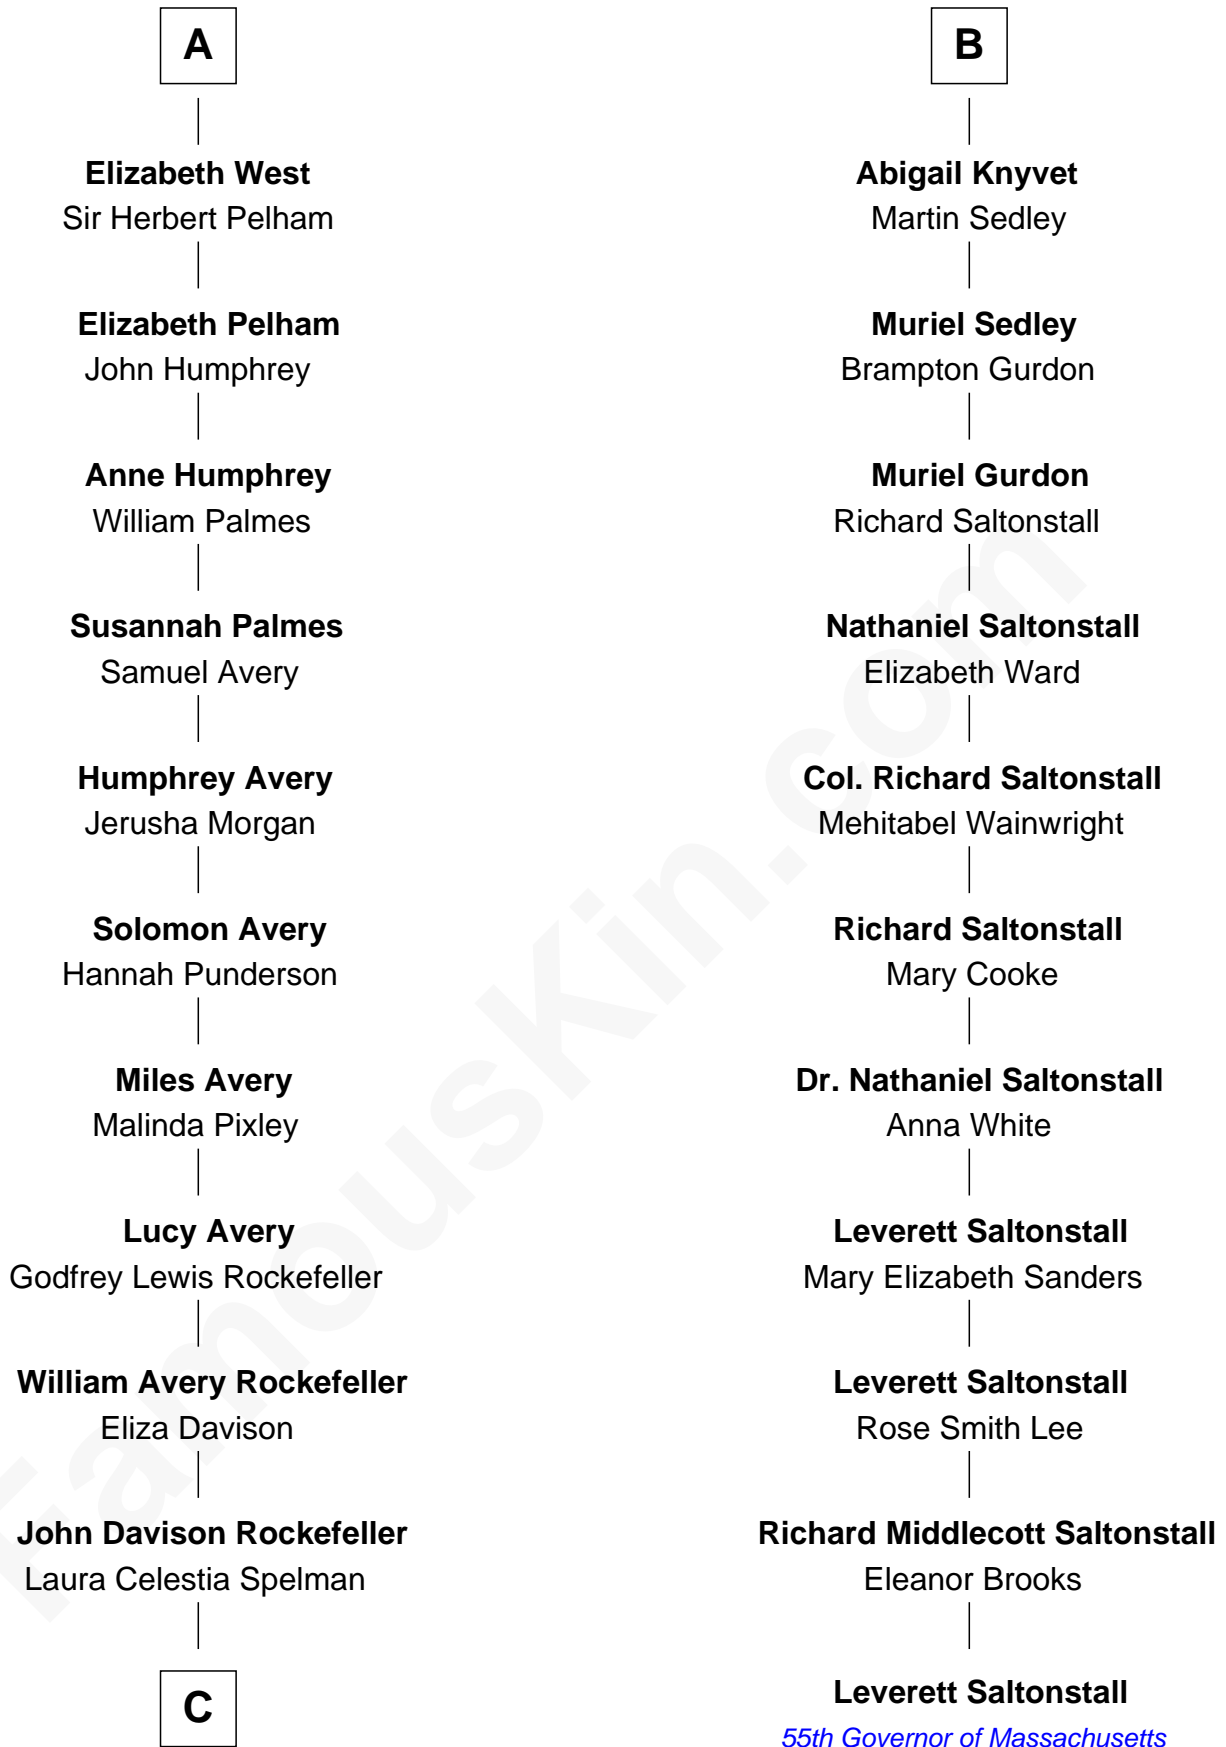 A
Elizabeth West
Sir Herbert Pelham
Elizabeth Pelham
John Humphrey
Anne Humphrey
William Palmes
Susannah Palmes
Samuel Avery
Humphrey Avery
Jerusha Morgan
Solomon Avery
Hannah Punderson
Miles Avery
Malinda Pixley
Lucy Avery
Godfrey Lewis Rockefeller
William Avery Rockefeller
Eliza Davison
John Davison Rockefeller
Laura Celestia Spelman
C
B
Abigail Knyvet
Martin Sedley
Muriel Sedley
Brampton Gurdon
Muriel Gurdon
Richard Saltonstall
Nathaniel Saltonstall
Elizabeth Ward
Col. Richard Saltonstall
Mehitabel Wainwright
Richard Saltonstall
Mary Cooke
Dr. Nathaniel Saltonstall
Anna White
Leverett Saltonstall
Mary Elizabeth Sanders
Leverett Saltonstall
Rose Smith Lee
Richard Middlecott Saltonstall
Eleanor Brooks
Leverett Saltonstall
55th Governor of Massachusetts
FamousKin.com